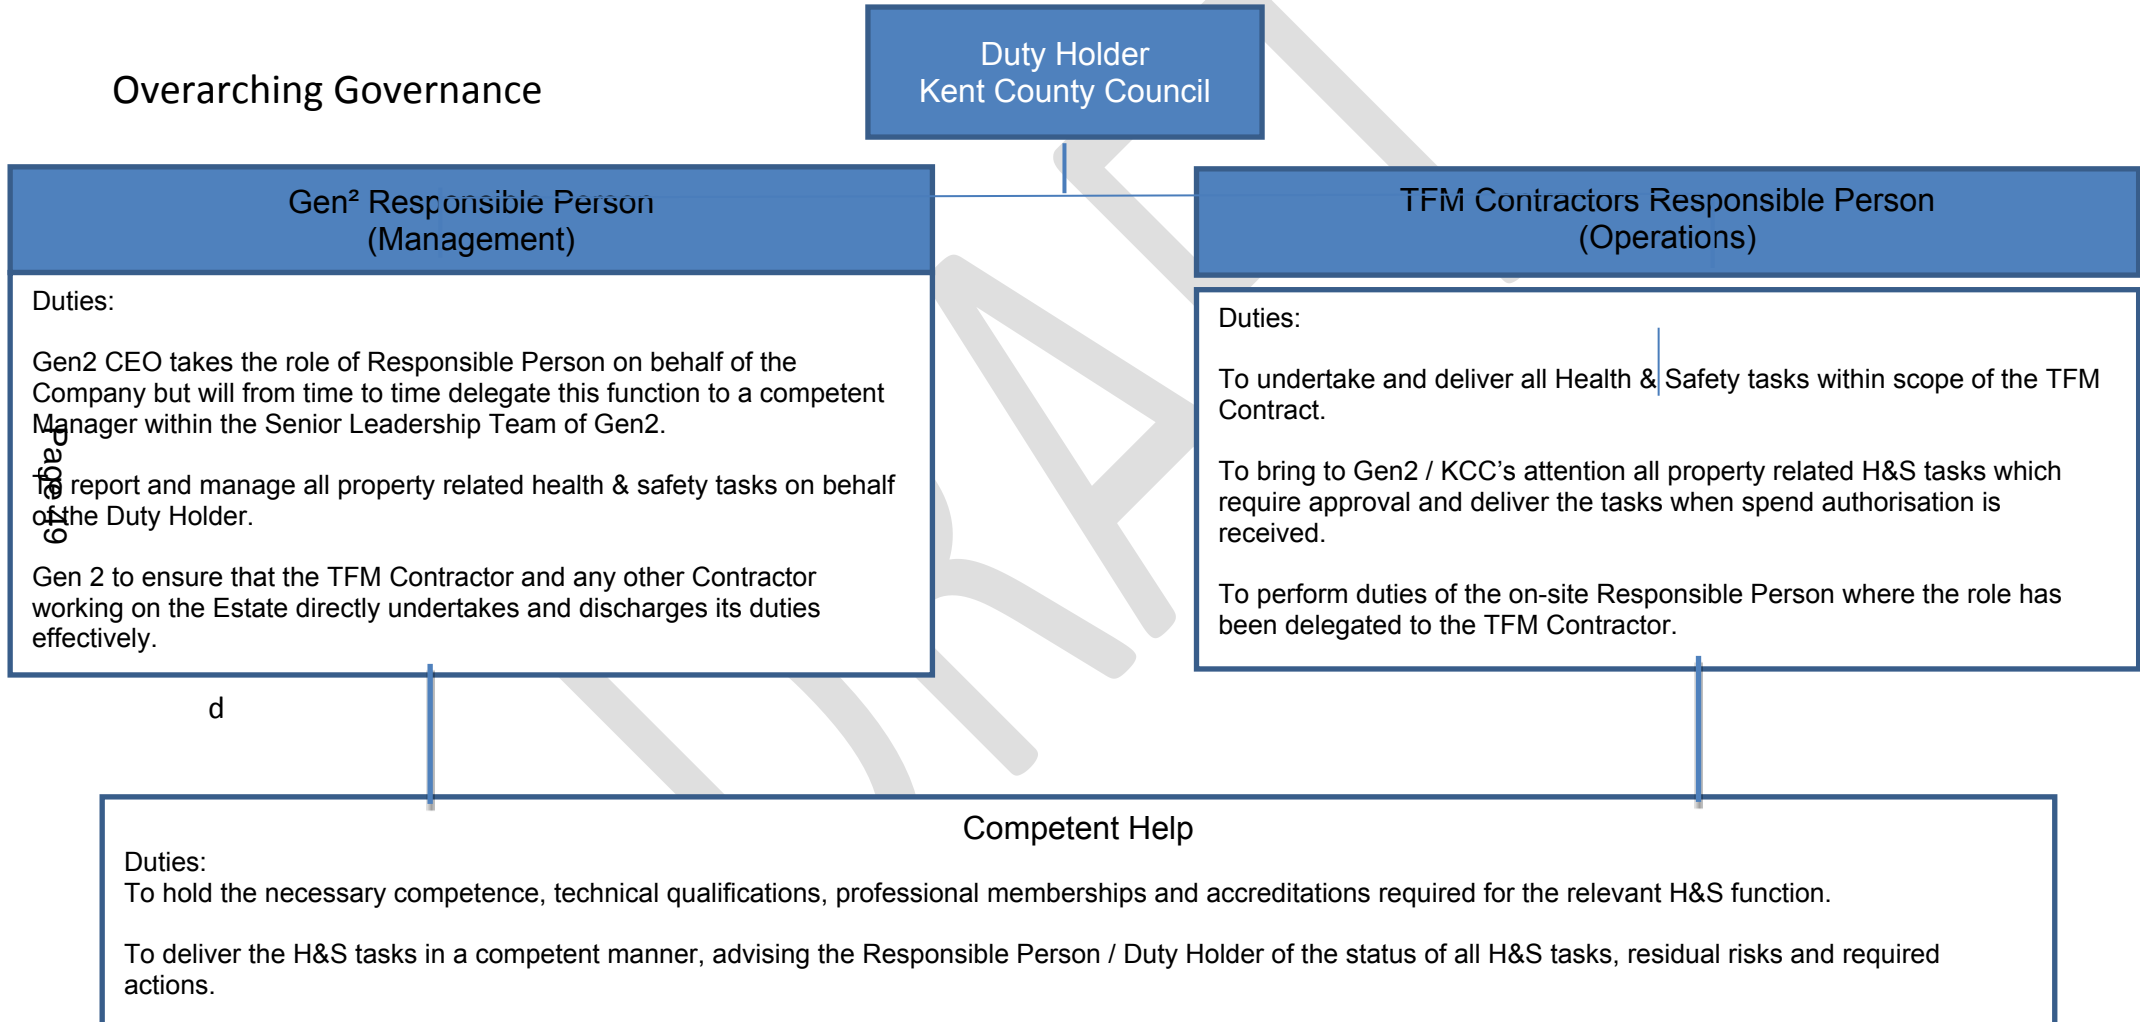 Overarching Governance
Duty Holder
Kent County Council
Gen² Responsible Person
(Management)
Duties:
Gen2 CEO takes the role of Responsible Person on behalf of the
Company but will from time to time delegate this function to a competent
Manager within the Senior Leadership Team of Gen2.
To report and manage all property related health & safety tasks on behalf
of the Duty Holder.
Gen 2 to ensure that the TFM Contractor and any other Contractor
working on the Estate directly undertakes and discharges its duties
effectively.
Page 49
d
TFM Contractors Responsible Person
(Operations)
Duties:
To undertake and deliver all Health & Safety tasks within scope of the TFM
Contract.
To bring to Gen2 / KCC’s attention all property related H&S tasks which
require approval and deliver the tasks when spend authorisation is
received.
To perform duties of the on-site Responsible Person where the role has
been delegated to the TFM Contractor.
Competent Help
Duties:
To hold the necessary competence, technical qualifications, professional memberships and accreditations required for the relevant H&S function.
To deliver the H&S tasks in a competent manner, advising the Responsible Person / Duty Holder of the status of all H&S tasks, residual risks and required
actions.
DRAFT